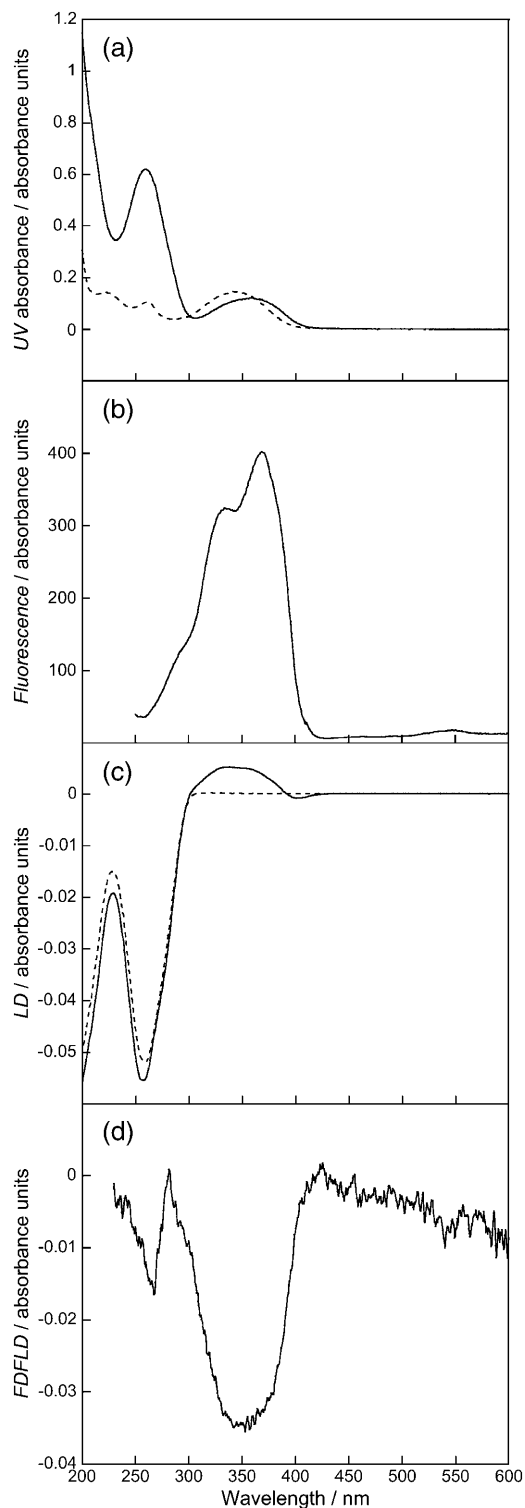 (a)
1.2
1
0.8
0.6
0.4
0.2
0
UV absorbance / absorbance units
(b)
400
300
200
100
Fluorescence / absorbance units
(c)
0
-0.01
-0.02
-0.03
-0.04
-0.05
LD / absorbance units
(d)
0
-0.01
-0.02
-0.03
-0.04
FDFLD / absorbance units
200 250 300 350 400 450 500 550 600
Wavelength / nm